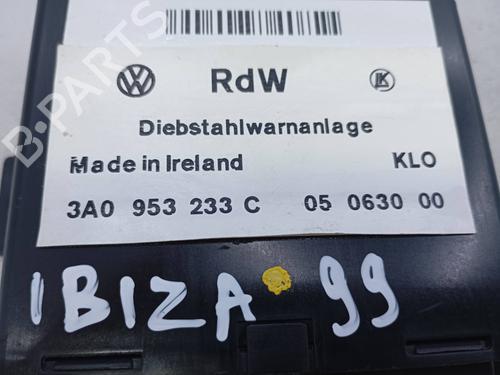 RdW
Diebstahlwarnanlage
Made in Ireland KLO
3A0 953 233 C 05 0630 00
IBIZA 99
B-PARTS